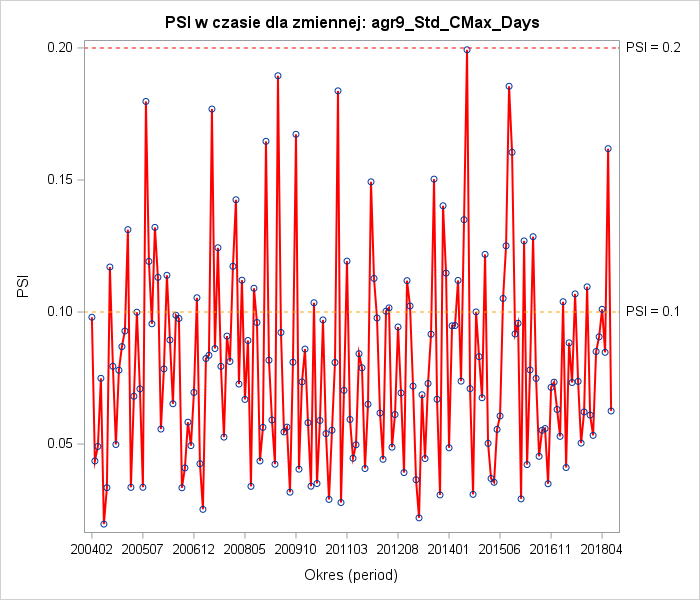 PSI w czasie dla zmiennej: agr9_Std_CMax_Days
0.20
PSI = 0.2
0.15
PSI
0.10
PSI = 0.1
0.05
200402 200507 200612 200805 200910 201103 201208 201401 201506 201611 201804
Okres (period)